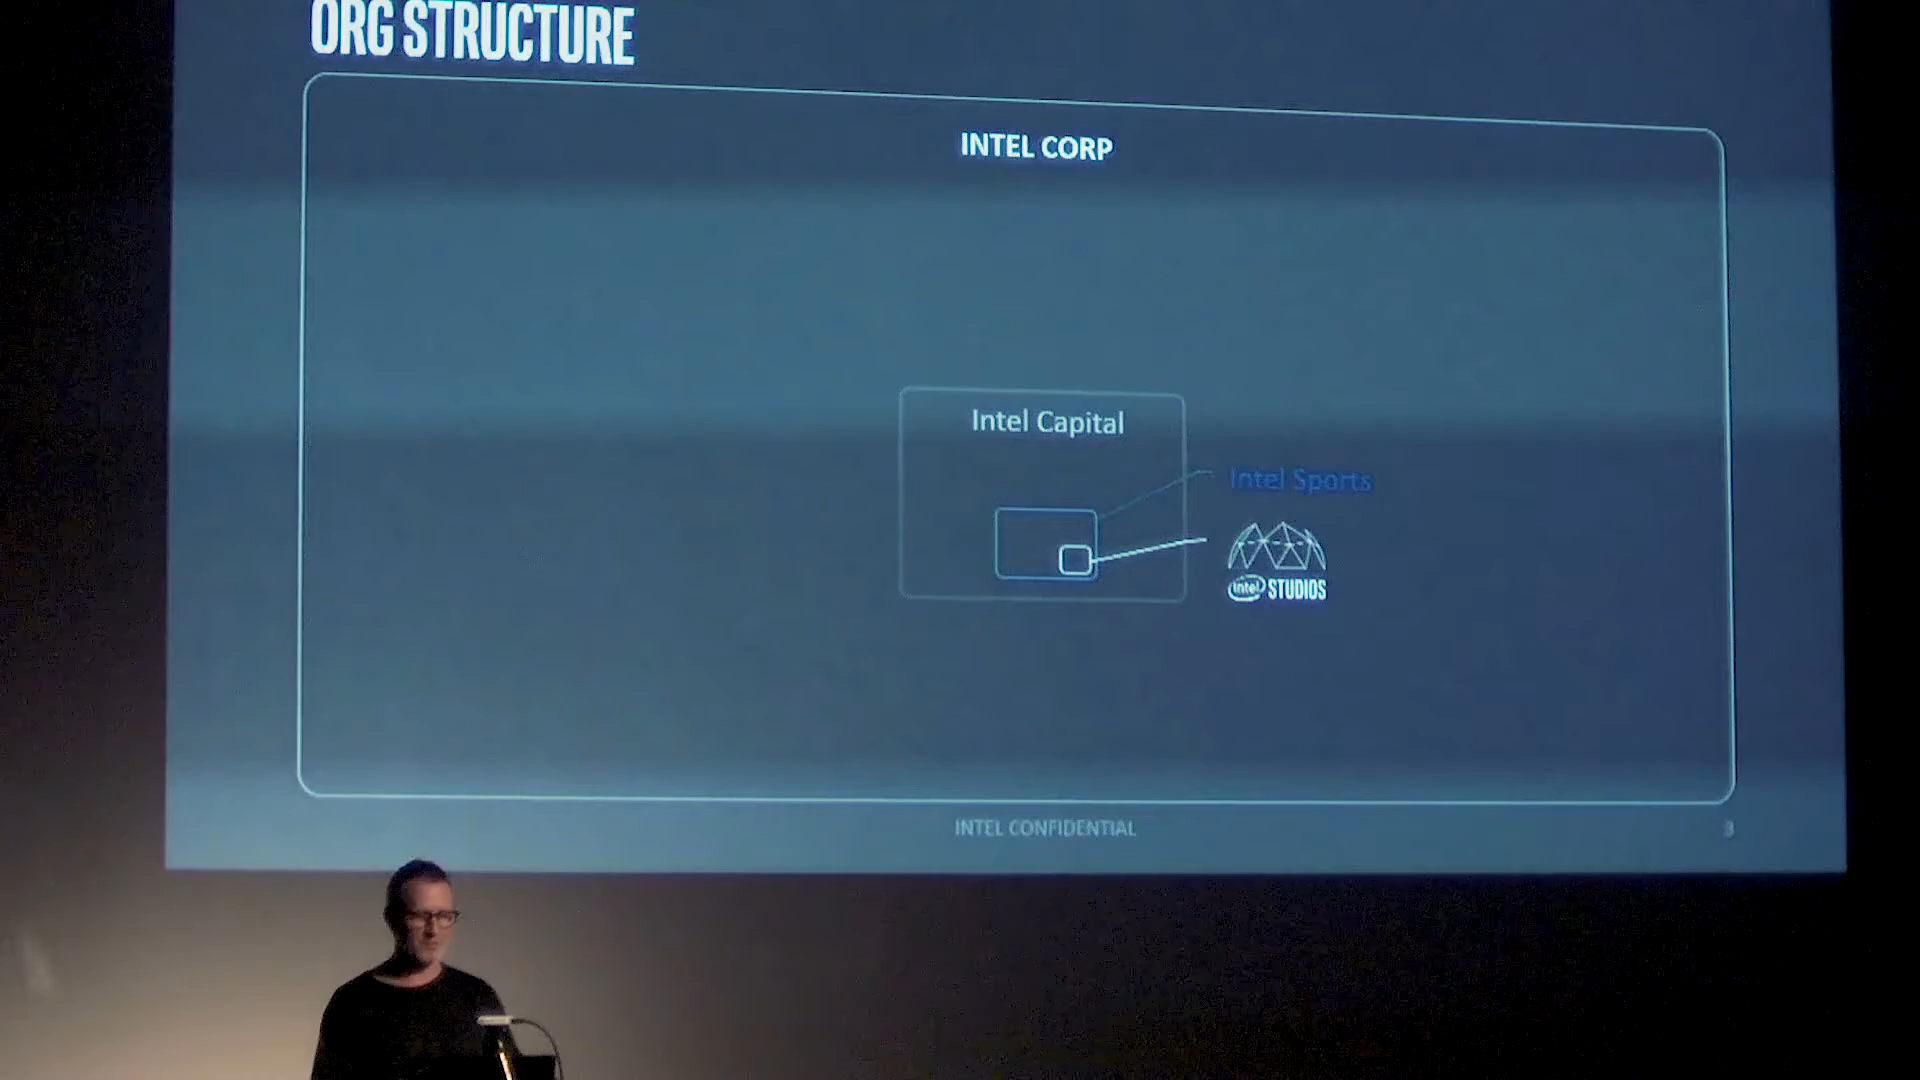 ORG STRUCTURE
INTEL CORP
Intel Capital
Intel Sports
intel STUDIOS
INTEL CONFIDENTIAL
3